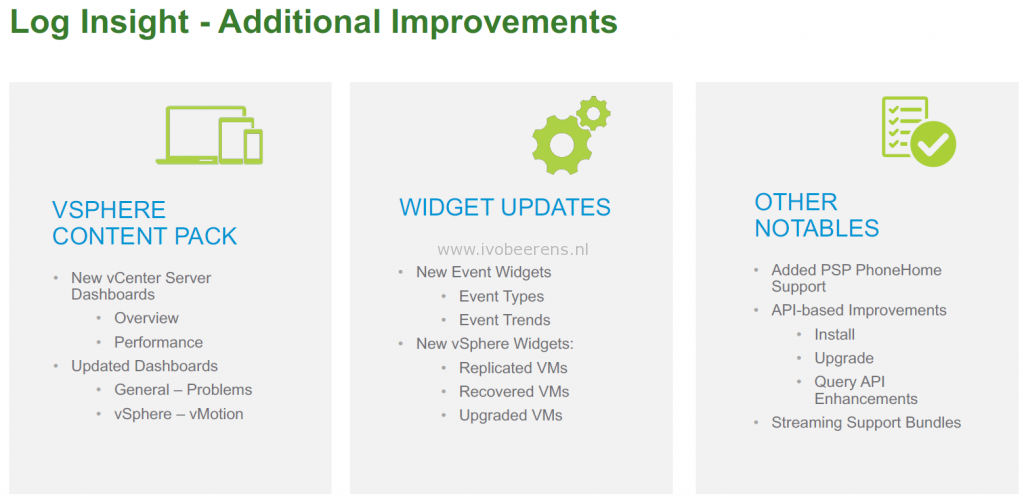 Log Insight - Additional Improvements
VSPHERE
CONTENT PACK
• New vCenter Server
Dashboards
• Overview
• Performance
• Updated Dashboards
• General – Problems
• vSphere – vMotion
WIDGET UPDATES
www.ivobeerens.nl
• New Event Widgets
• Event Types
• Event Trends
• New vSphere Widgets:
• Replicated VMs
• Recovered VMs
• Upgraded VMs
OTHER
NOTABLES
• Added PSP PhoneHome
Support
• API-based Improvements
• Install
• Upgrade
• Query API
Enhancements
• Streaming Support Bundles